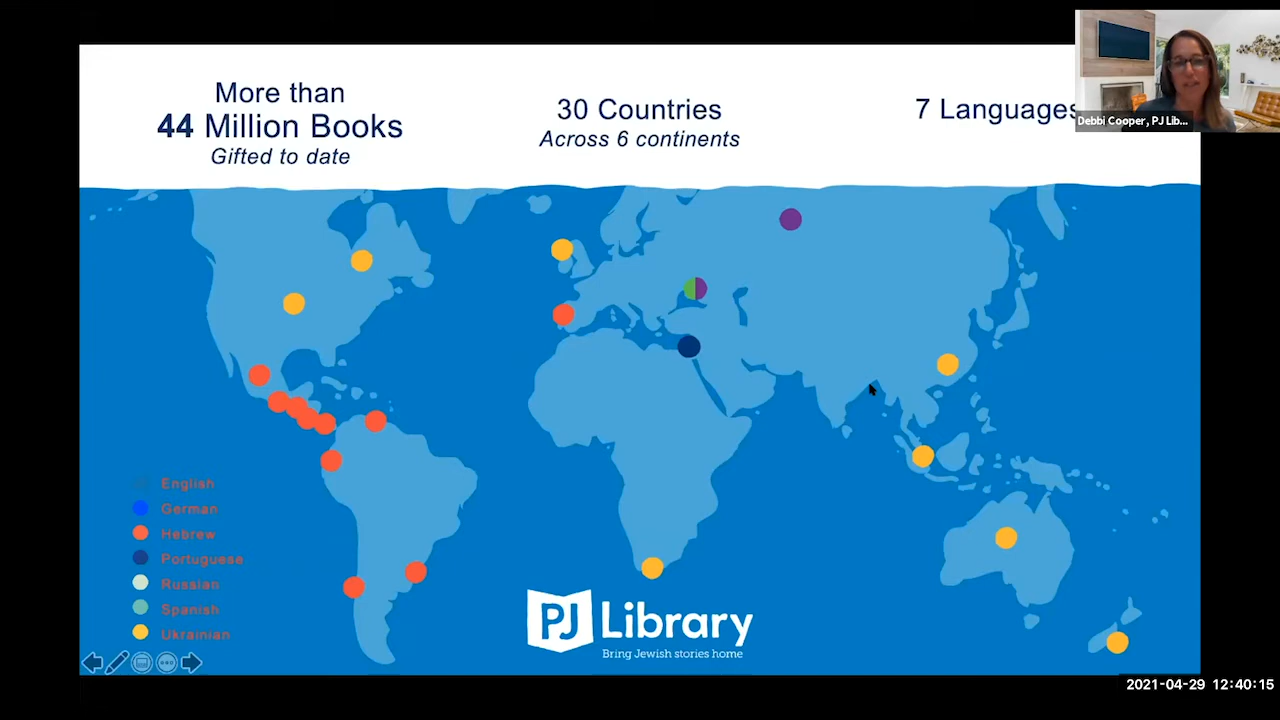 More than
44 Million Books
Gifted to date
30 Countries
Across 6 continents
7 Languages
Debbi Cooper, PJ Lib...
English
German
Hebrew
Portuguese
Russian
Spanish
Ukrainian
PJ Library
Bring Jewish stories home
2021-04-29 12:40:15